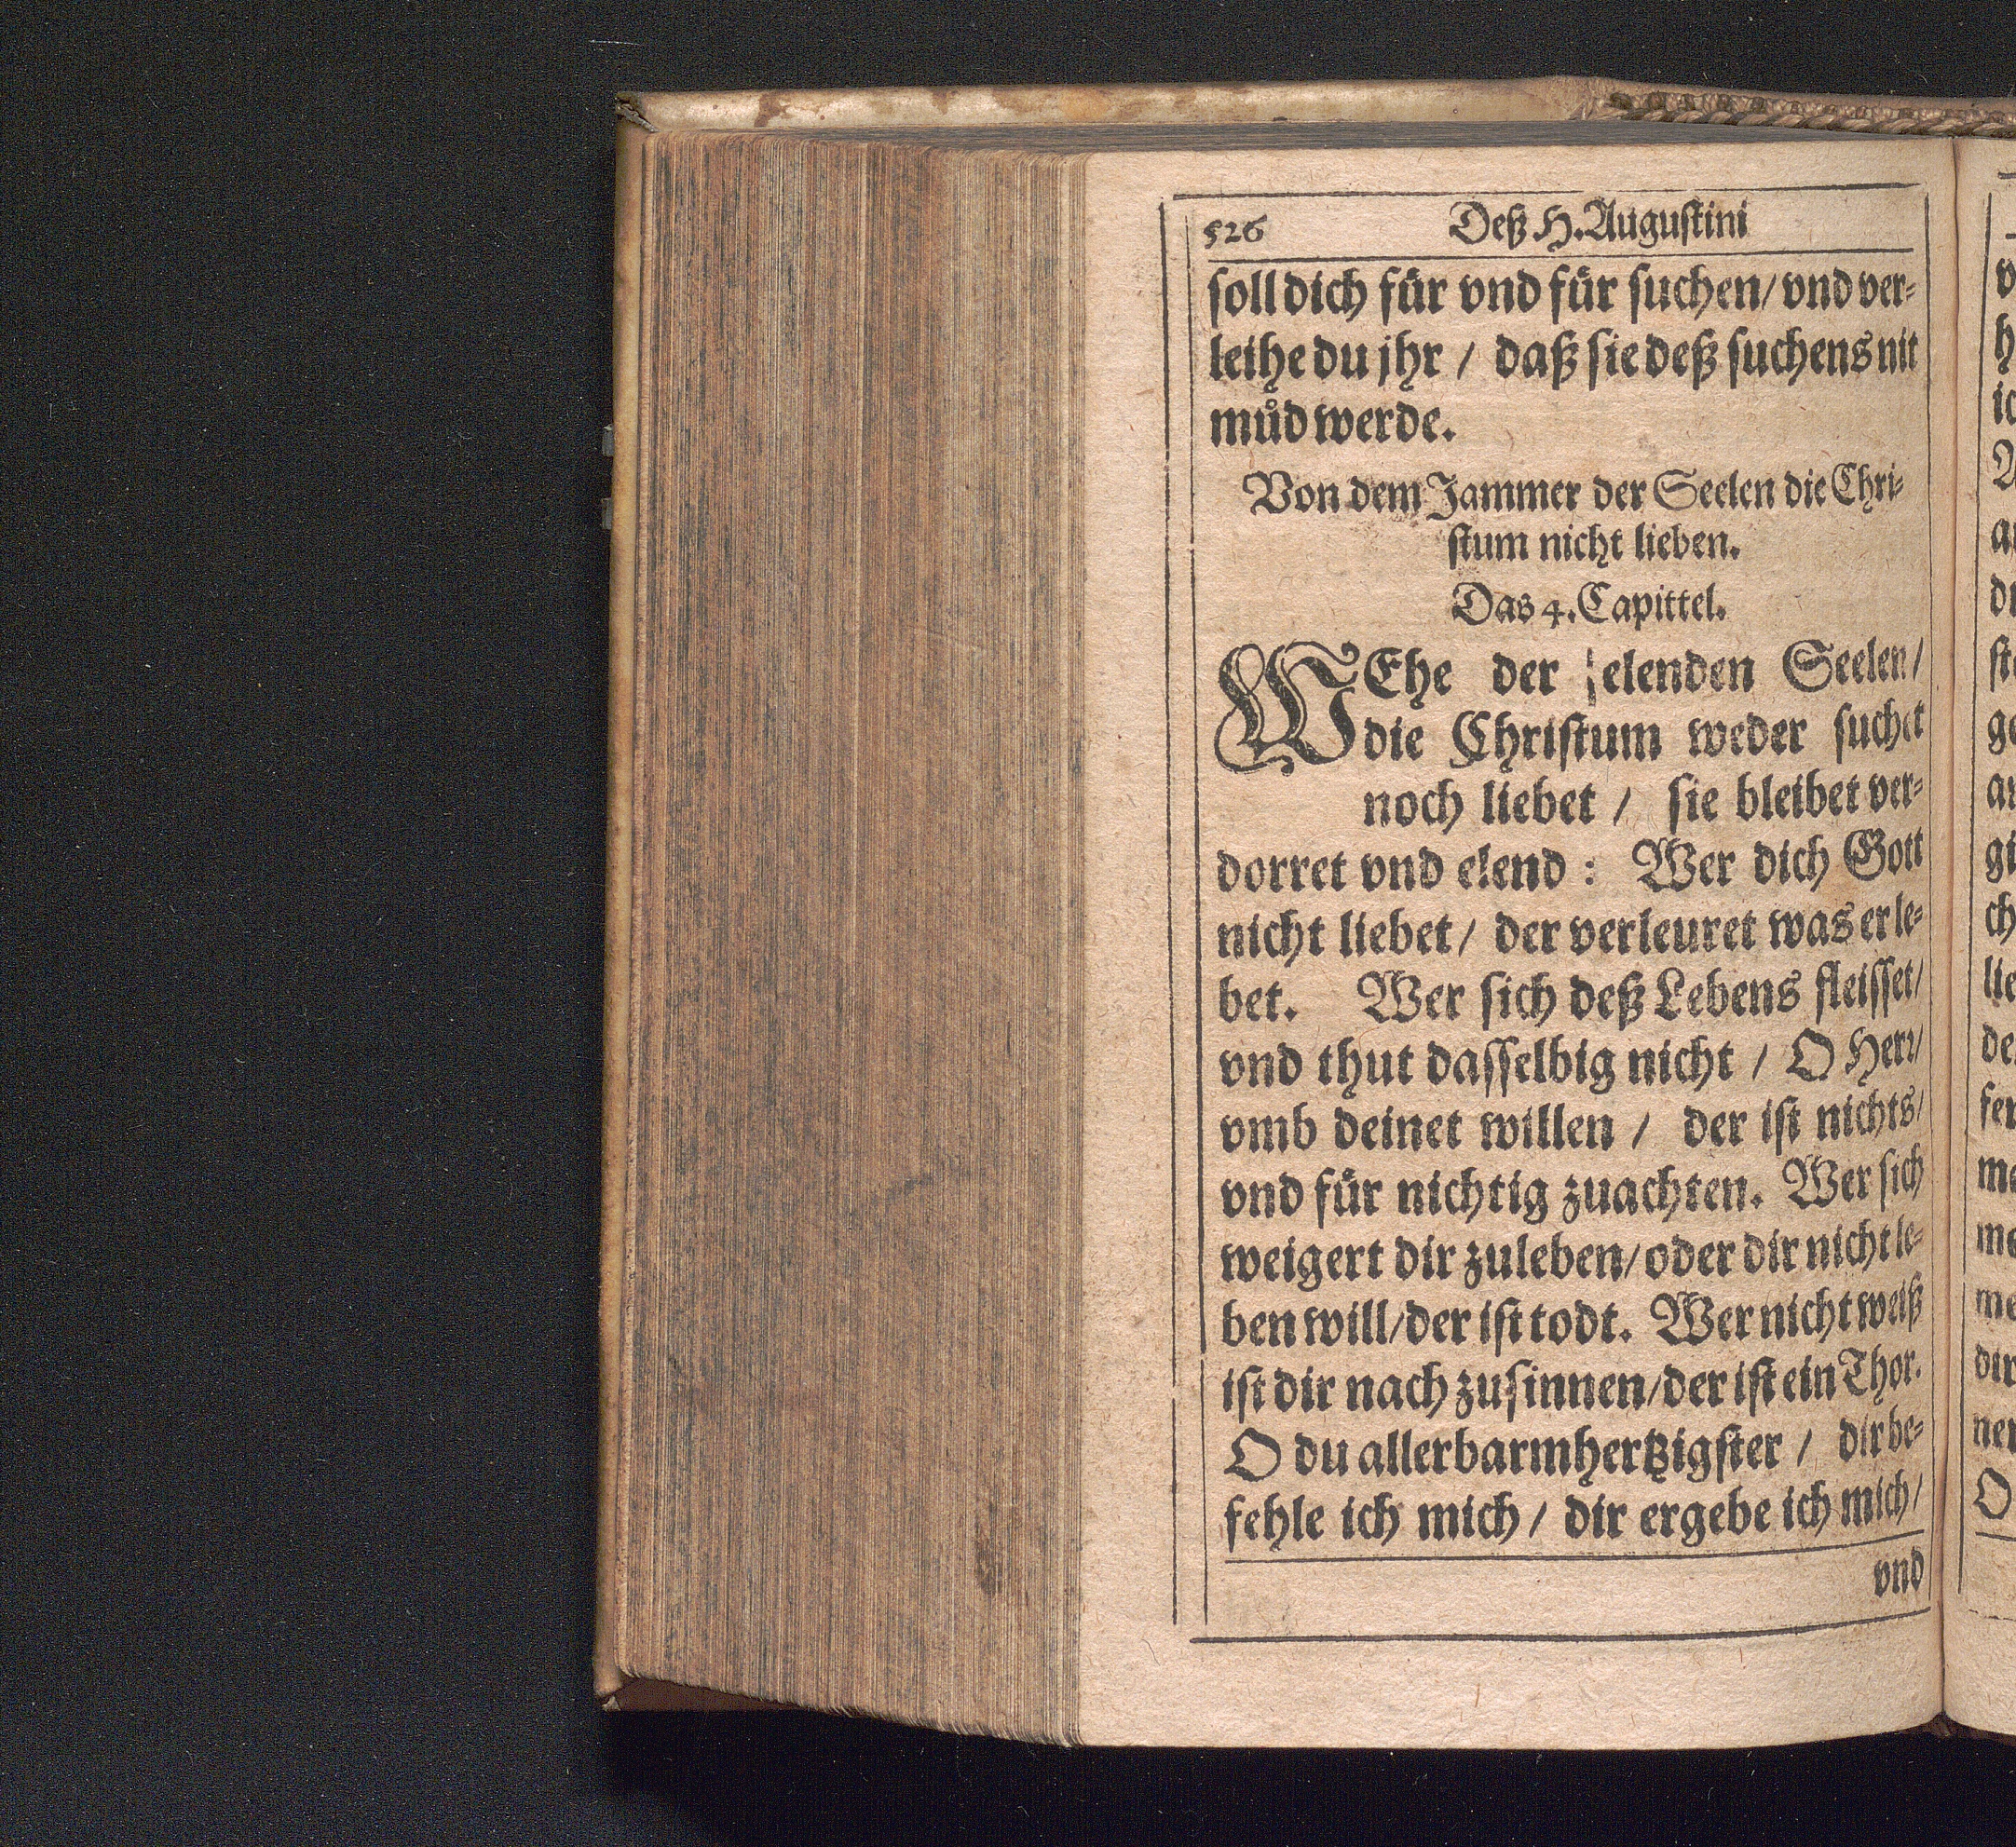 526 Deß H. Augustini
soll dich für vnd für suchen/ vnd ver-
leihe du jhr / daß sie deß suchens nit
můd werde.
Von dem Jammer der Seelen die Chri-
stum nicht lieben.
Das 4. Capittel.
WEhe der elenden Seelen/
die Christum weder suchet
noch liebet / sie bleibet ver-
dorret vnd elend : Wer dich Gott
nicht liebet / der verleuret was er le-
bet. Wer sich deß Lebens fleisset/
vnd thut dasselbig nicht / O Herr/
vmb deinet willen / der ist nichts/
vnd für nichtig zuachten. Wer sich
weigert dir zuleben/ oder dir nicht le-
ben will/ der ist todt. Wer nicht weiß
ist dir nach zusinnen/ der ist ein Thor.
O du allerbarmhertzigster / dir be-
fehle ich mich / dir ergebe ich mich/
vnd